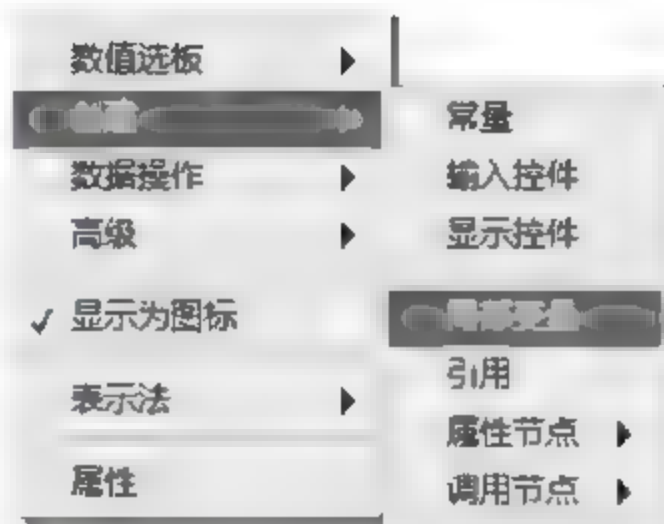 数值选板
数据操作
高级
显示为图标
表示法
属性
常量
输入控件
显示控件
引用
属性节点
调用节点